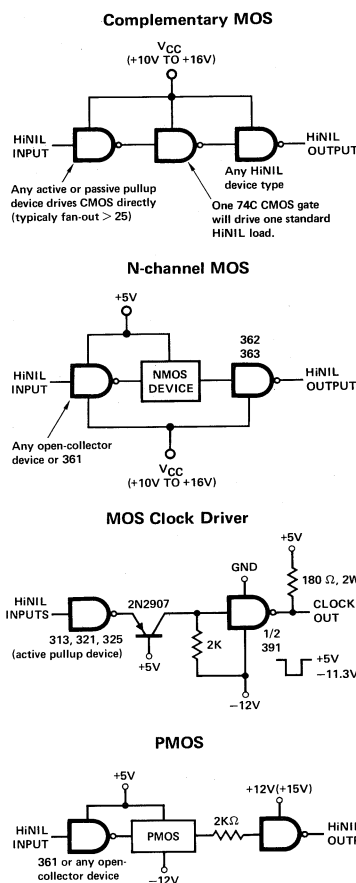 Complementary MOS
VCC
(+10V TO +16V)
HiNIL
INPUT
HiNIL
OUTPUT
Any HiNIL
device type
Any active or passive pullup
device drives CMOS directly
(typicaly fan-out > 25)
One 74C CMOS gate
will drive one standard
HiNIL load.
N-channel MOS
+5V
362
363
HiNIL
INPUT
NMOS
DEVICE
HiNIL
OUTPUT
Any open-collector
device or 361
VCC
(+10V TO +16V)
MOS Clock Driver
+5V
GND
180 Ω, 2W
HiNIL
INPUTS
2N2907
CLOCK
OUT
313, 321, 325
(active pullup device)
+5V
2K
1/2
391
+5V
−11.3V
−12V
PMOS
+5V
+12V(+15V)
2KΩ
HiNIL
INPUT
PMOS
HiNIL
OUTP
361 or any open-
collector device
−12V